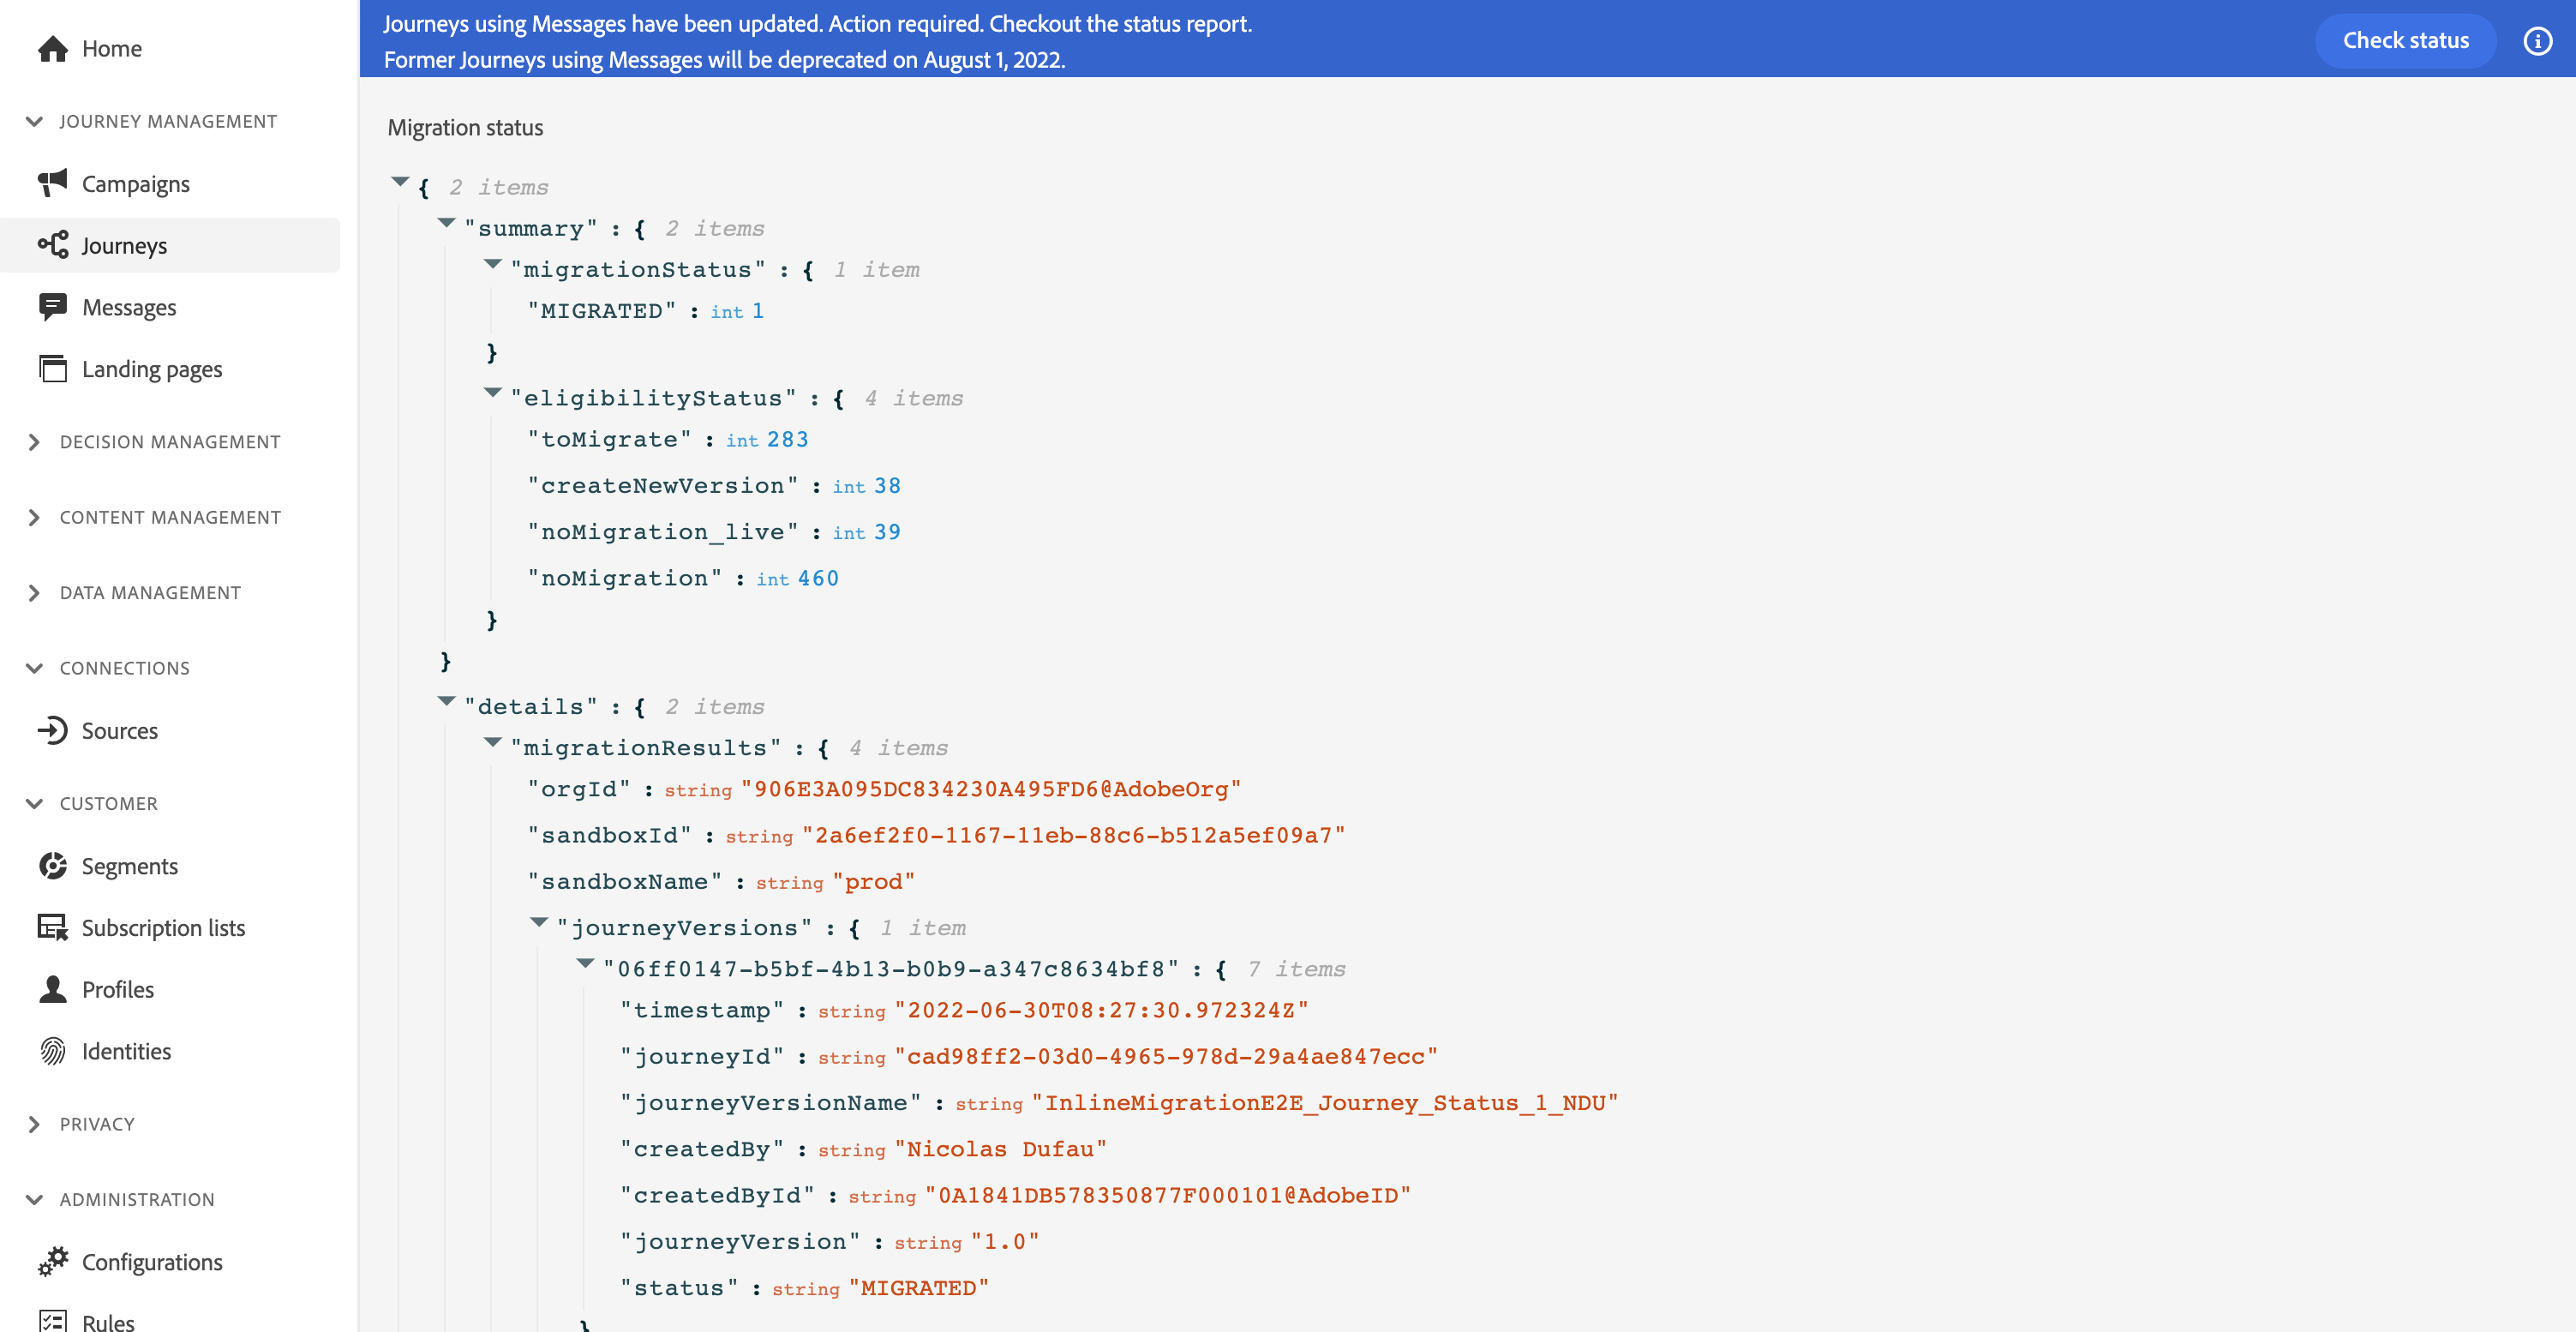 Home
JOURNEY MANAGEMENT
Campaigns
Journeys
Messages
Landing pages
DECISION MANAGEMENT
CONTENT MANAGEMENT
DATA MANAGEMENT
CONNECTIONS
Sources
CUSTOMER
Segments
Subscription lists
Profiles
Identities
PRIVACY
ADMINISTRATION
Configurations
Rules
Journeys using Messages have been updated. Action required. Checkout the status report.
Former Journeys using Messages will be deprecated on August 1, 2022.
Check status
Migration status
{ 2 items
"summary" : { 2 items
"migrationStatus" : { 1 item
"MIGRATED" : int 1
}
"eligibilityStatus" : { 4 items
"toMigrate" : int 283
"createNewVersion" : int 38
"noMigration_live" : int 39
"noMigration" : int 460
}
}
"details" : { 2 items
"migrationResults" : { 4 items
"orgId" : string "906E3A095DC834230A495FD6@AdobeOrg"
"sandboxId" : string "2a6ef2f0-1167-11eb-88c6-b512a5ef09a7"
"sandboxName" : string "prod"
"journeyVersions" : { 1 item
"06ff0147-b5bf-4b13-b0b9-a347c8634bf8" : { 7 items
"timestamp" : string "2022-06-30T08:27:30.972324Z"
"journeyId" : string "cad98ff2-03d0-4965-978d-29a4ae847ecc"
"journeyVersionName" : string "InlineMigrationE2E_Journey_Status_1_NDU"
"createdBy" : string "Nicolas Dufau"
"createdById" : string "0A1841DB578350877F000101@AdobeID"
"journeyVersion" : string "1.0"
"status" : string "MIGRATED"
}